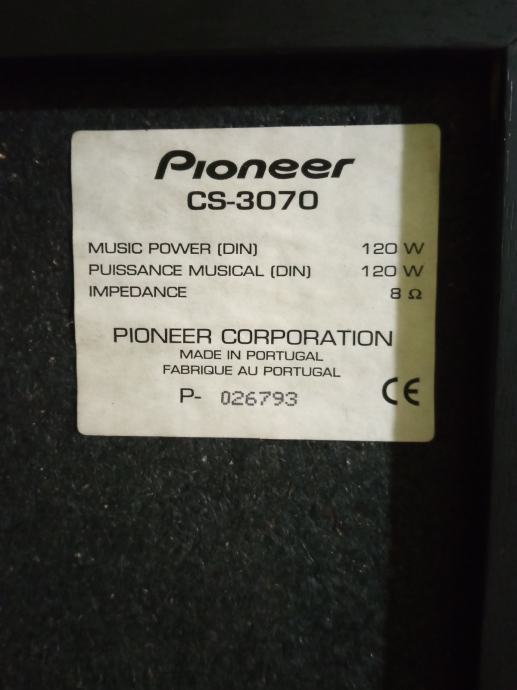 Pioneer
CS-3070
MUSIC POWER (DIN) 120 W
PUISSANCE MUSICAL (DIN) 120 W
IMPEDANCE 8 Ω
PIONEER CORPORATION
MADE IN PORTUGAL
FABRIQUE AU PORTUGAL
P- 026793 CE